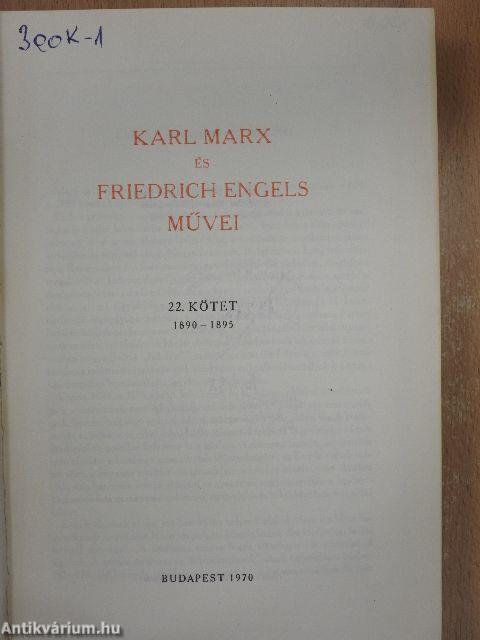 3eok-1
KARL MARX
ÉS
FRIEDRICH ENGELS
MŰVEI
22. KÖTET
1890–1895
BUDAPEST 1970
Antikvárium.hu